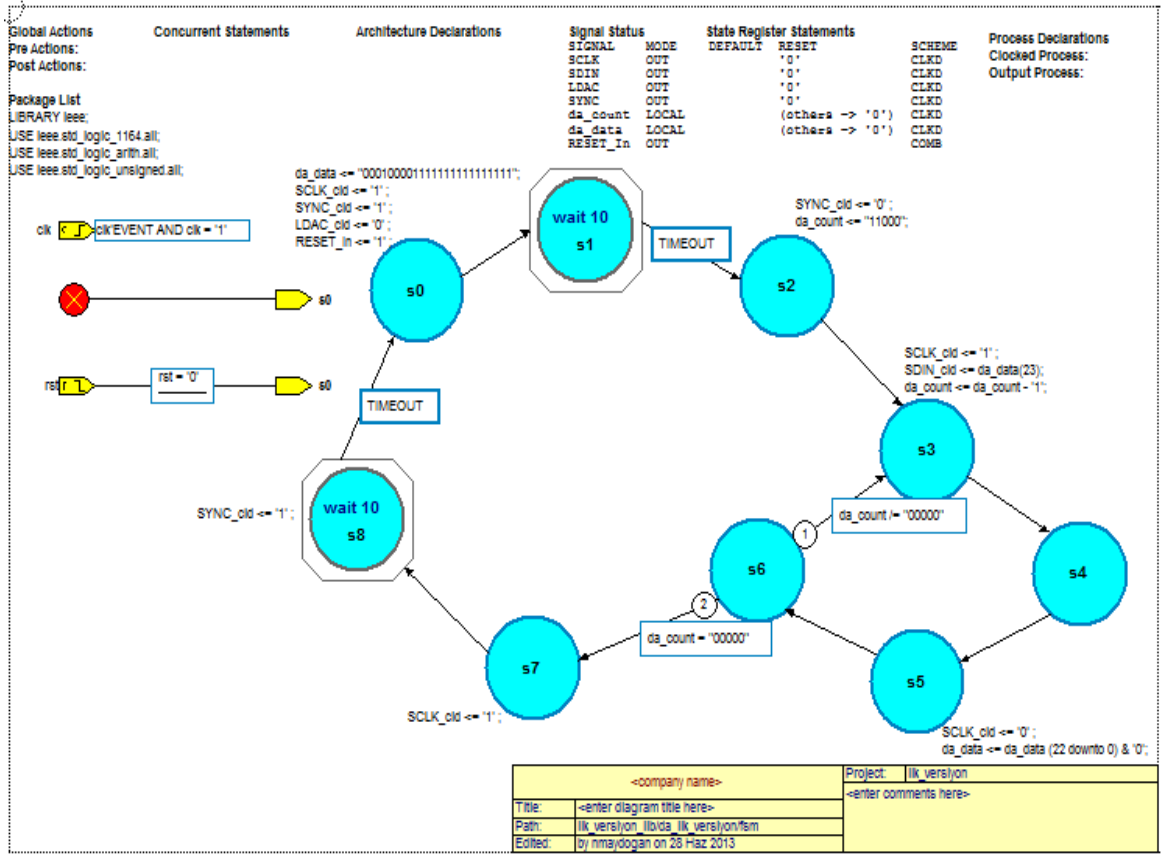 Global Actions
Pre Actions:
Post Actions:
Concurrent Statements
Architecture Declarations
Signal Status
SIGNAL MODE DEFAULT RESET SCHEME
SCLK OUT '0' CLKD
SDIN OUT '0' CLKD
LDAC OUT '0' CLKD
SYNC OUT '0' CLKD
da_count LOCAL (others -> '0') CLKD
da_data LOCAL (others -> '0') CLKD
RESET_In OUT COMB
State Register Statements
Process Declarations
Clocked Process:
Output Process:
Package List
LIBRARY ieee;
USE ieee.std_logic_1164.all;
USE ieee.std_logic_arith.all;
USE ieee.std_logic_unsigned.all;
da_data <= "000100001111111111111111";
SCLK_cld <= '1' ;
SYNC_cld <= '1' ;
LDAC_cld <= '0' ;
RESET_In <= '1' ;
clk
clk'EVENT AND clk = '1'
s0
rst
rst = '0'
s0
s0
wait 10
s1
TIMEOUT
SYNC_cld <= '0' ;
da_count <= "11000";
s2
SCLK_cld <= '1' ;
SDIN_cld <= da_data(23);
da_count <= da_count - '1';
s3
TIMEOUT
SYNC_cld <= '1' ;
wait 10
s8
1
da_count /= "00000"
s6
s4
2
da_count = "00000"
s7
SCLK_cld <= '1' ;
s5
SCLK_cld <= '0' ;
da_data <= da_data (22 downto 0) & '0';
<company name>
Project: ilk_versiyon
<enter comments here>
Title: <enter diagram title here>
Path: ilk_versiyon_lib/da_ilk_versiyon/fsm
Edited: by nmaydogan on 28 Haz 2013